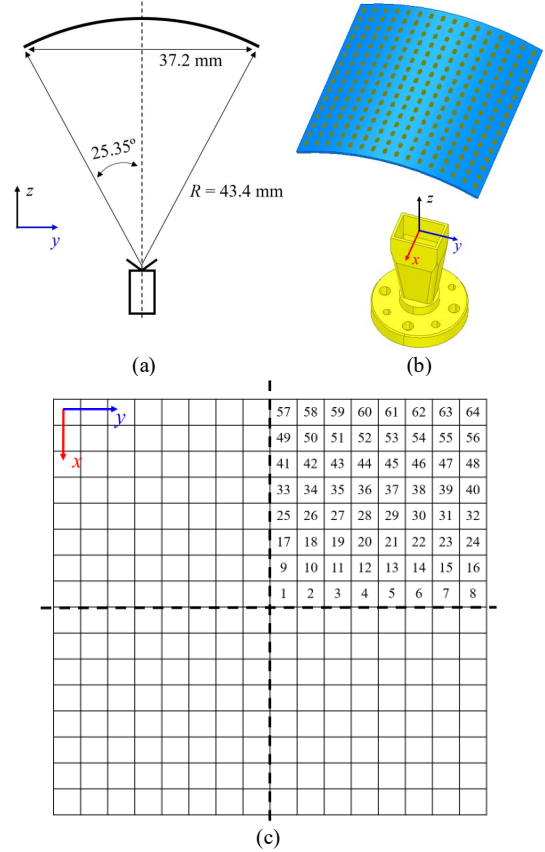 37.2 mm
25.35º
R = 43.4 mm
z
y
(a)
z
y
x
(b)
y
x
57 58 59 60 61 62 63 64
49 50 51 52 53 54 55 56
41 42 43 44 45 46 47 48
33 34 35 36 37 38 39 40
25 26 27 28 29 30 31 32
17 18 19 20 21 22 23 24
9 10 11 12 13 14 15 16
1 2 3 4 5 6 7 8
(c)